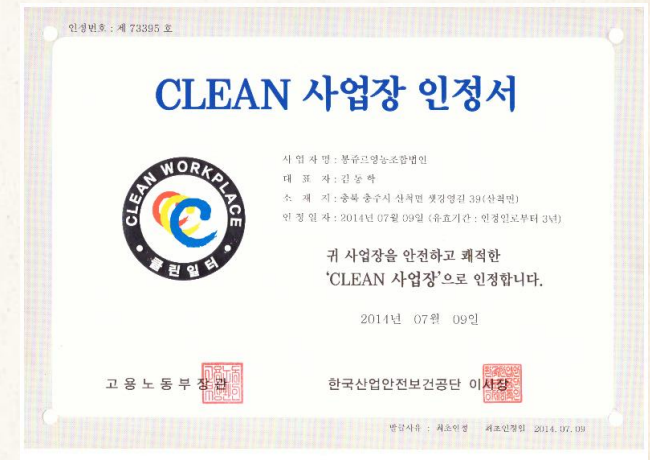 인정번호 : 제 73395 호
CLEAN 사업장 인정서
CLEAN WORKPLACE
클린일터
사 업 자 명 : 봉쥬르영농조합법인
대 표 자 : 김동학
소 재 지 : 충북 충주시 산척면 샛강영길 39(산척면)
인 정 일 자 : 2014년 07월 09일 (유효기간 : 인정일로부터 3년)
귀 사업장을 안전하고 쾌적한
‘CLEAN 사업장’으로 인정합니다.
2014년 07월 09일
고 용 노 동 부 장 관
한국산업안전보건공단 이사장
발급사유 : 최초인정 최초인정일 2014.07.09